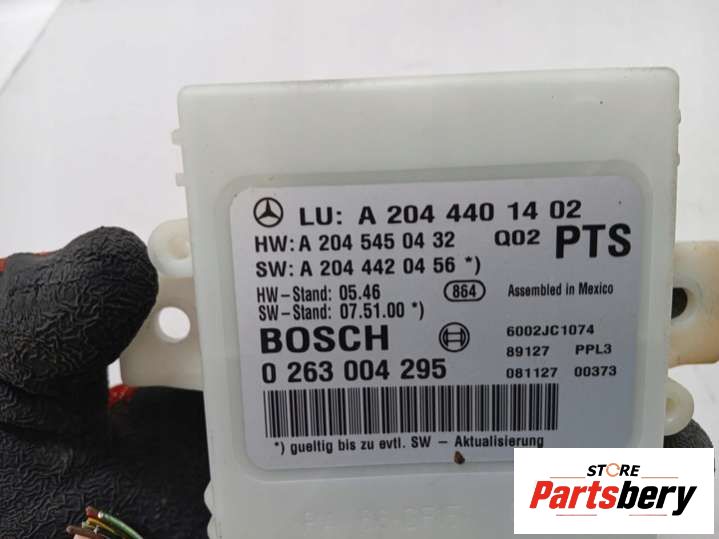 LU: A 204 440 14 02
HW: A 204 545 04 32 Q02 PTS
SW: A 204 442 04 56 *)
HW-Stand: 05.46 864 Assembled in Mexico
SW-Stand: 07.51.00 *)
BOSCH 6002JC1074
89127 PPL3
0 263 004 295 081127 00373
*) gueltig bis zu evtl. SW - Aktualisierung
STORE
Partsbery